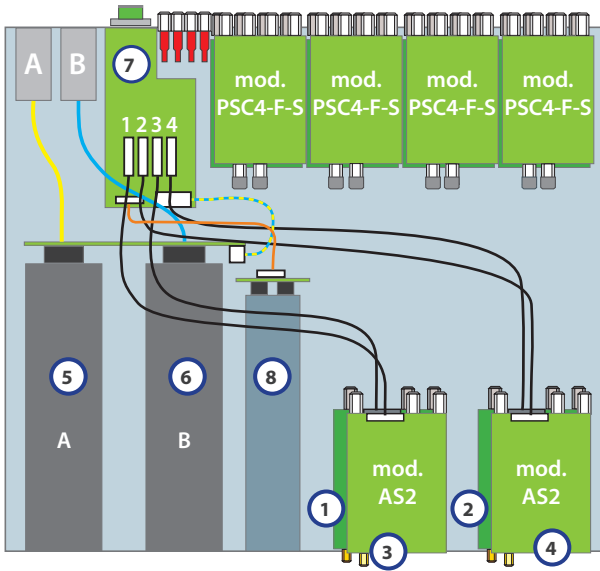 A
B
7
1 2 3 4
mod.
PSC4-F-S
mod.
PSC4-F-S
mod.
PSC4-F-S
mod.
PSC4-F-S
5
6
8
A
B
mod.
AS2
mod.
AS2
1
2
3
4